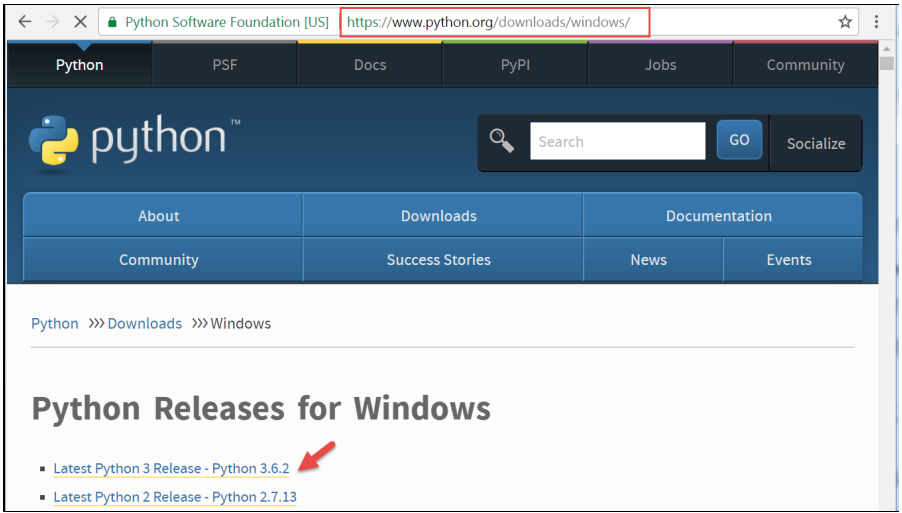 Python Software Foundation [US] https://www.python.org/downloads/windows/
Python PSF Docs PyPI Jobs Community
python™
Search GO Socialize
About Downloads Documentation
Community Success Stories News Events
Python >>> Downloads >>> Windows
Python Releases for Windows
Latest Python 3 Release - Python 3.6.2
Latest Python 2 Release - Python 2.7.13